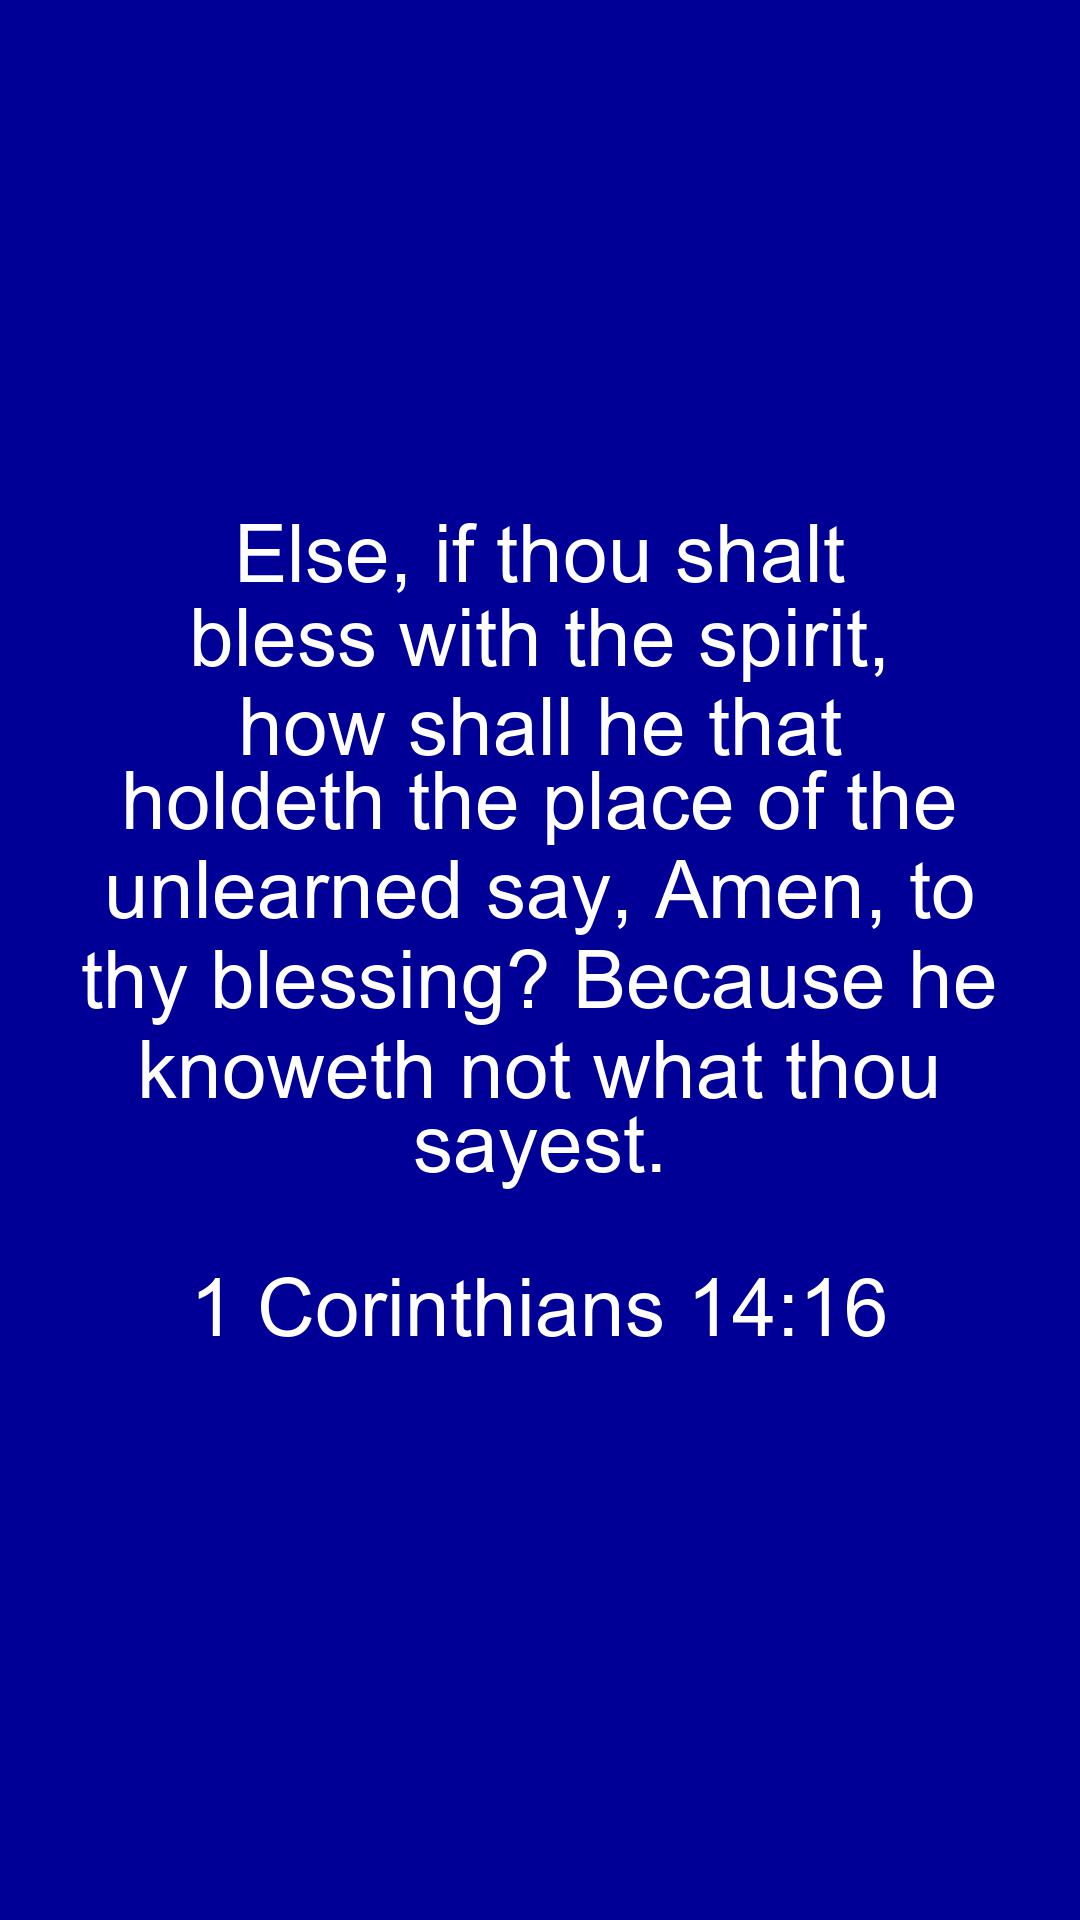 Else, if thou shalt
bless with the spirit,
how shall he that
holdeth the place of the
unlearned say, Amen, to
thy blessing? Because he
knoweth not what thou
sayest.
1 Corinthians 14:16